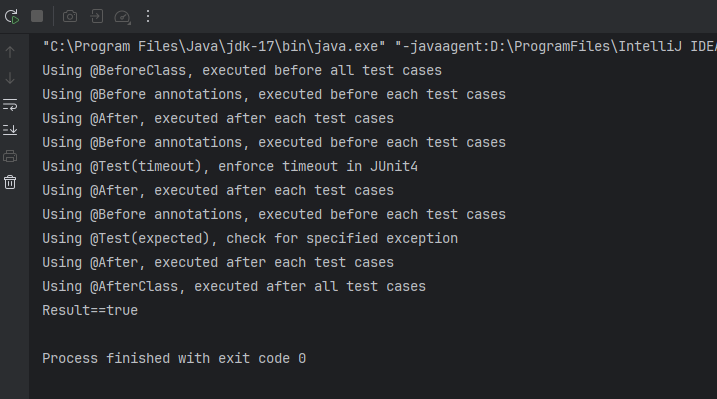 "C:\Program Files\Java\jdk-17\bin\java.exe" "-javaagent:D:\ProgramFiles\IntelliJ IDEA
Using @BeforeClass, executed before all test cases
Using @Before annotations, executed before each test cases
Using @After, executed after each test cases
Using @Before annotations, executed before each test cases
Using @Test(timeout), enforce timeout in JUnit4
Using @After, executed after each test cases
Using @Before annotations, executed before each test cases
Using @Test(expected), check for specified exception
Using @After, executed after each test cases
Using @AfterClass, executed after all test cases
Result==true
Process finished with exit code 0